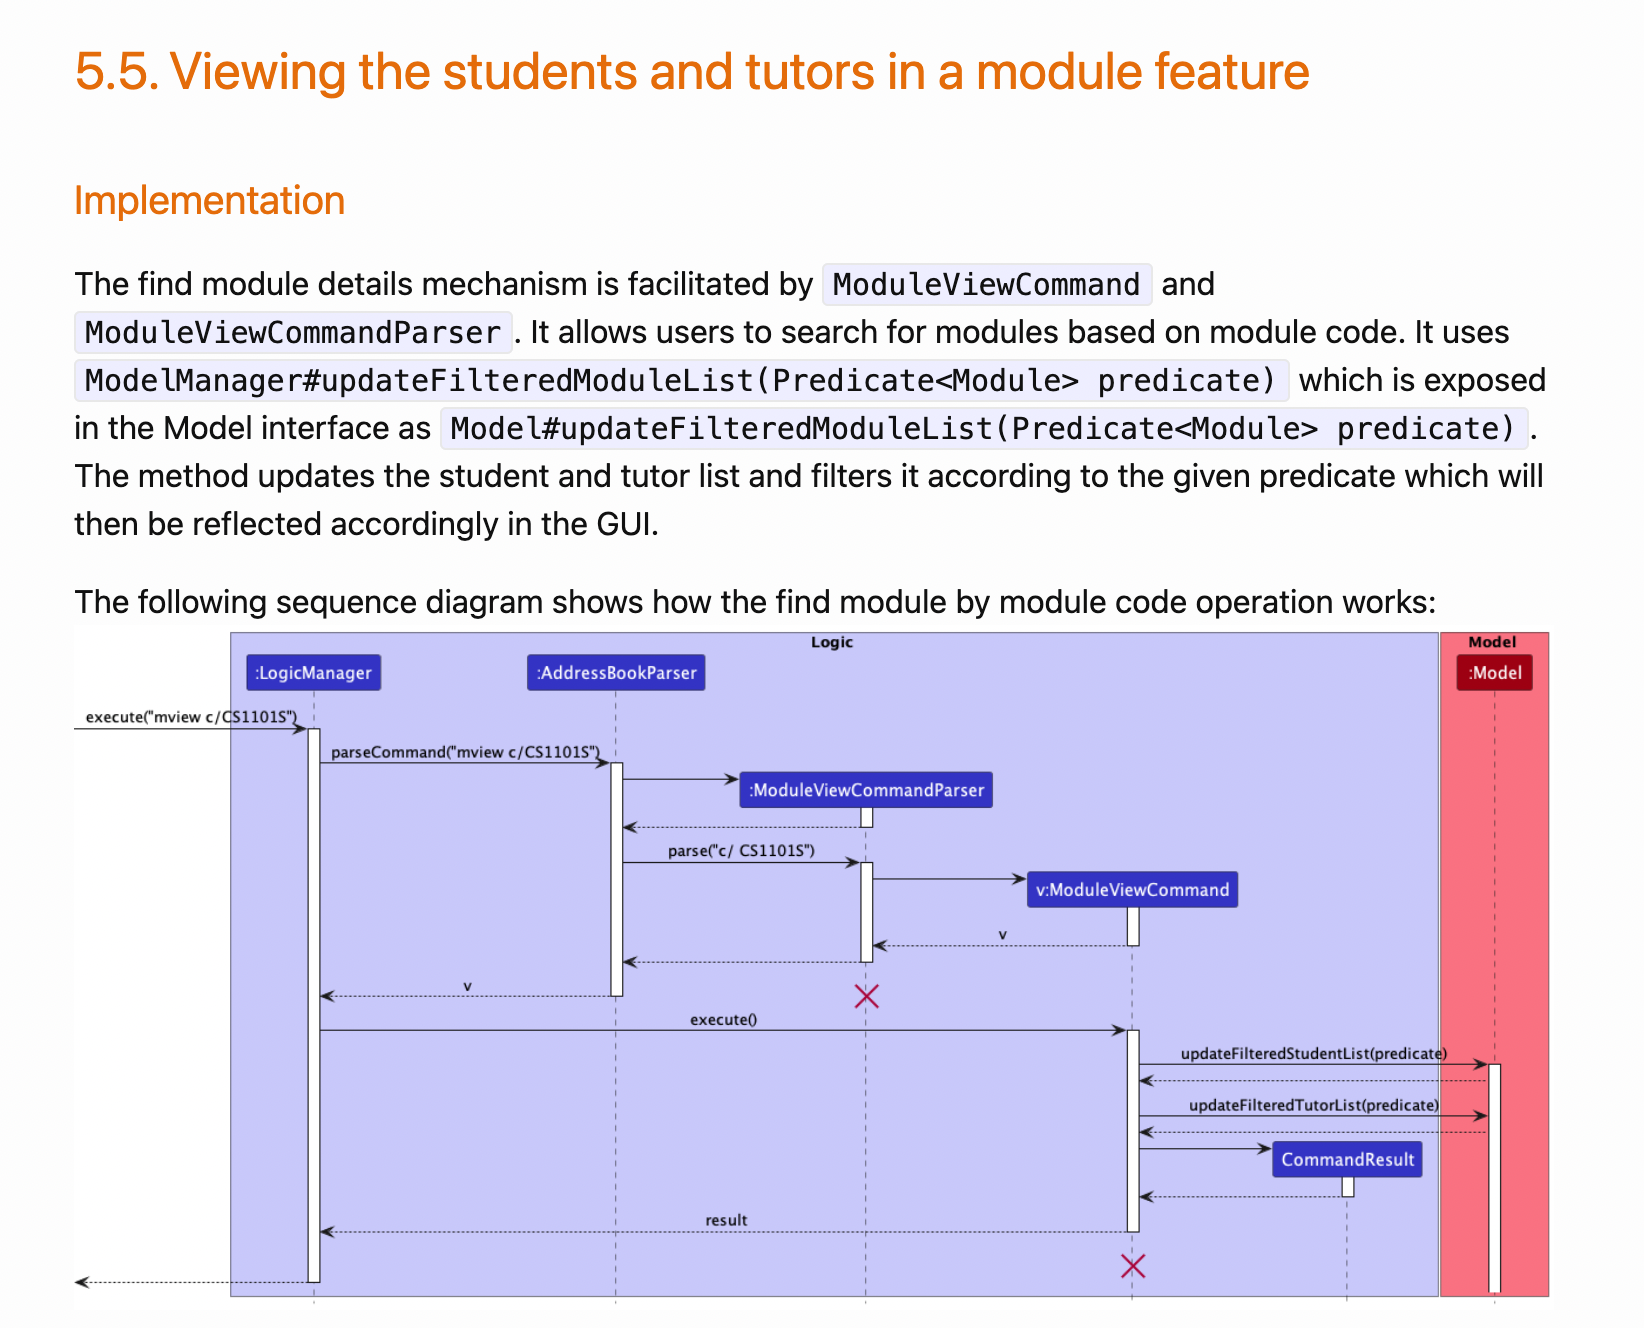 5.5. Viewing the students and tutors in a module feature
Implementation
The find module details mechanism is facilitated by ModuleViewCommand and
ModuleViewCommandParser. It allows users to search for modules based on module code. It uses
ModelManager#updateFilteredModuleList(Predicate<Module> predicate) which is exposed
in the Model interface as Model#updateFilteredModuleList(Predicate<Module> predicate).
The method updates the student and tutor list and filters it according to the given predicate which will
then be reflected accordingly in the GUI.
The following sequence diagram shows how the find module by module code operation works:
Logic
Model
:LogicManager
:AddressBookParser
:Model
execute("mview c/CS1101S")
parseCommand("mview c/CS1101S")
:ModuleViewCommandParser
parse("c/ CS1101S")
v:ModuleViewCommand
v
v
execute()
updateFilteredStudentList(predicate)
updateFilteredTutorList(predicate)
CommandResult
result